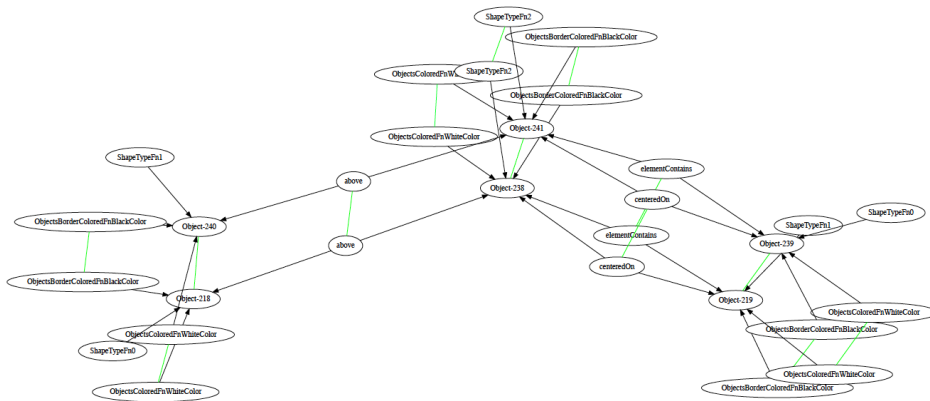 ShapeTypeFn2
ObjectsBorderColoredFnBlackColor
ObjectsColoredFnWh
ShapeTypeFn2
ObjectsBorderColoredFnBlackColor
Object-241
ObjectsColoredFnWhiteColor
ShapeTypeFn1
above
elementContains
Object-238
centeredOn
ShapeTypeFn0
ObjectsBorderColoredFnBlackColor
Object-240
ShapeTypeFn1
elementContains
Object-239
above
centeredOn
ObjectsBorderColoredFnBlackColor
Object-218
Object-219
ObjectsColoredFnWhiteColor
ObjectsColoredFnWhiteColor
ObjectsBorderColoredFnBlackColor
ShapeTypeFn0
ObjectsColoredFnWhiteColor
ObjectsColoredFnWhiteColor
ObjectsBorderColoredFnBlackColor